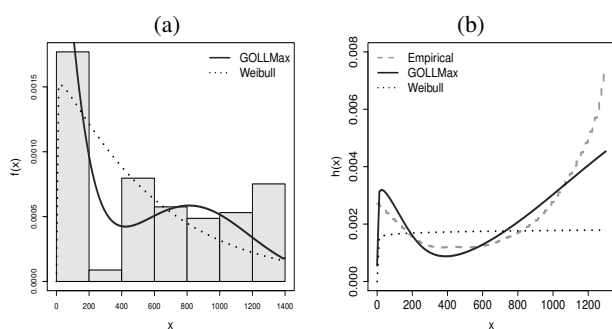 (a)
(b)
GOLLMax
Weibull
f(x)
0.0000
0.0005
0.0010
0.0015
0
200
400
600
800
1000
1200
1400
x
Empirical
GOLLMax
Weibull
h(x)
0.000
0.002
0.004
0.006
0.008
0
200
400
600
800
1000
1200
x